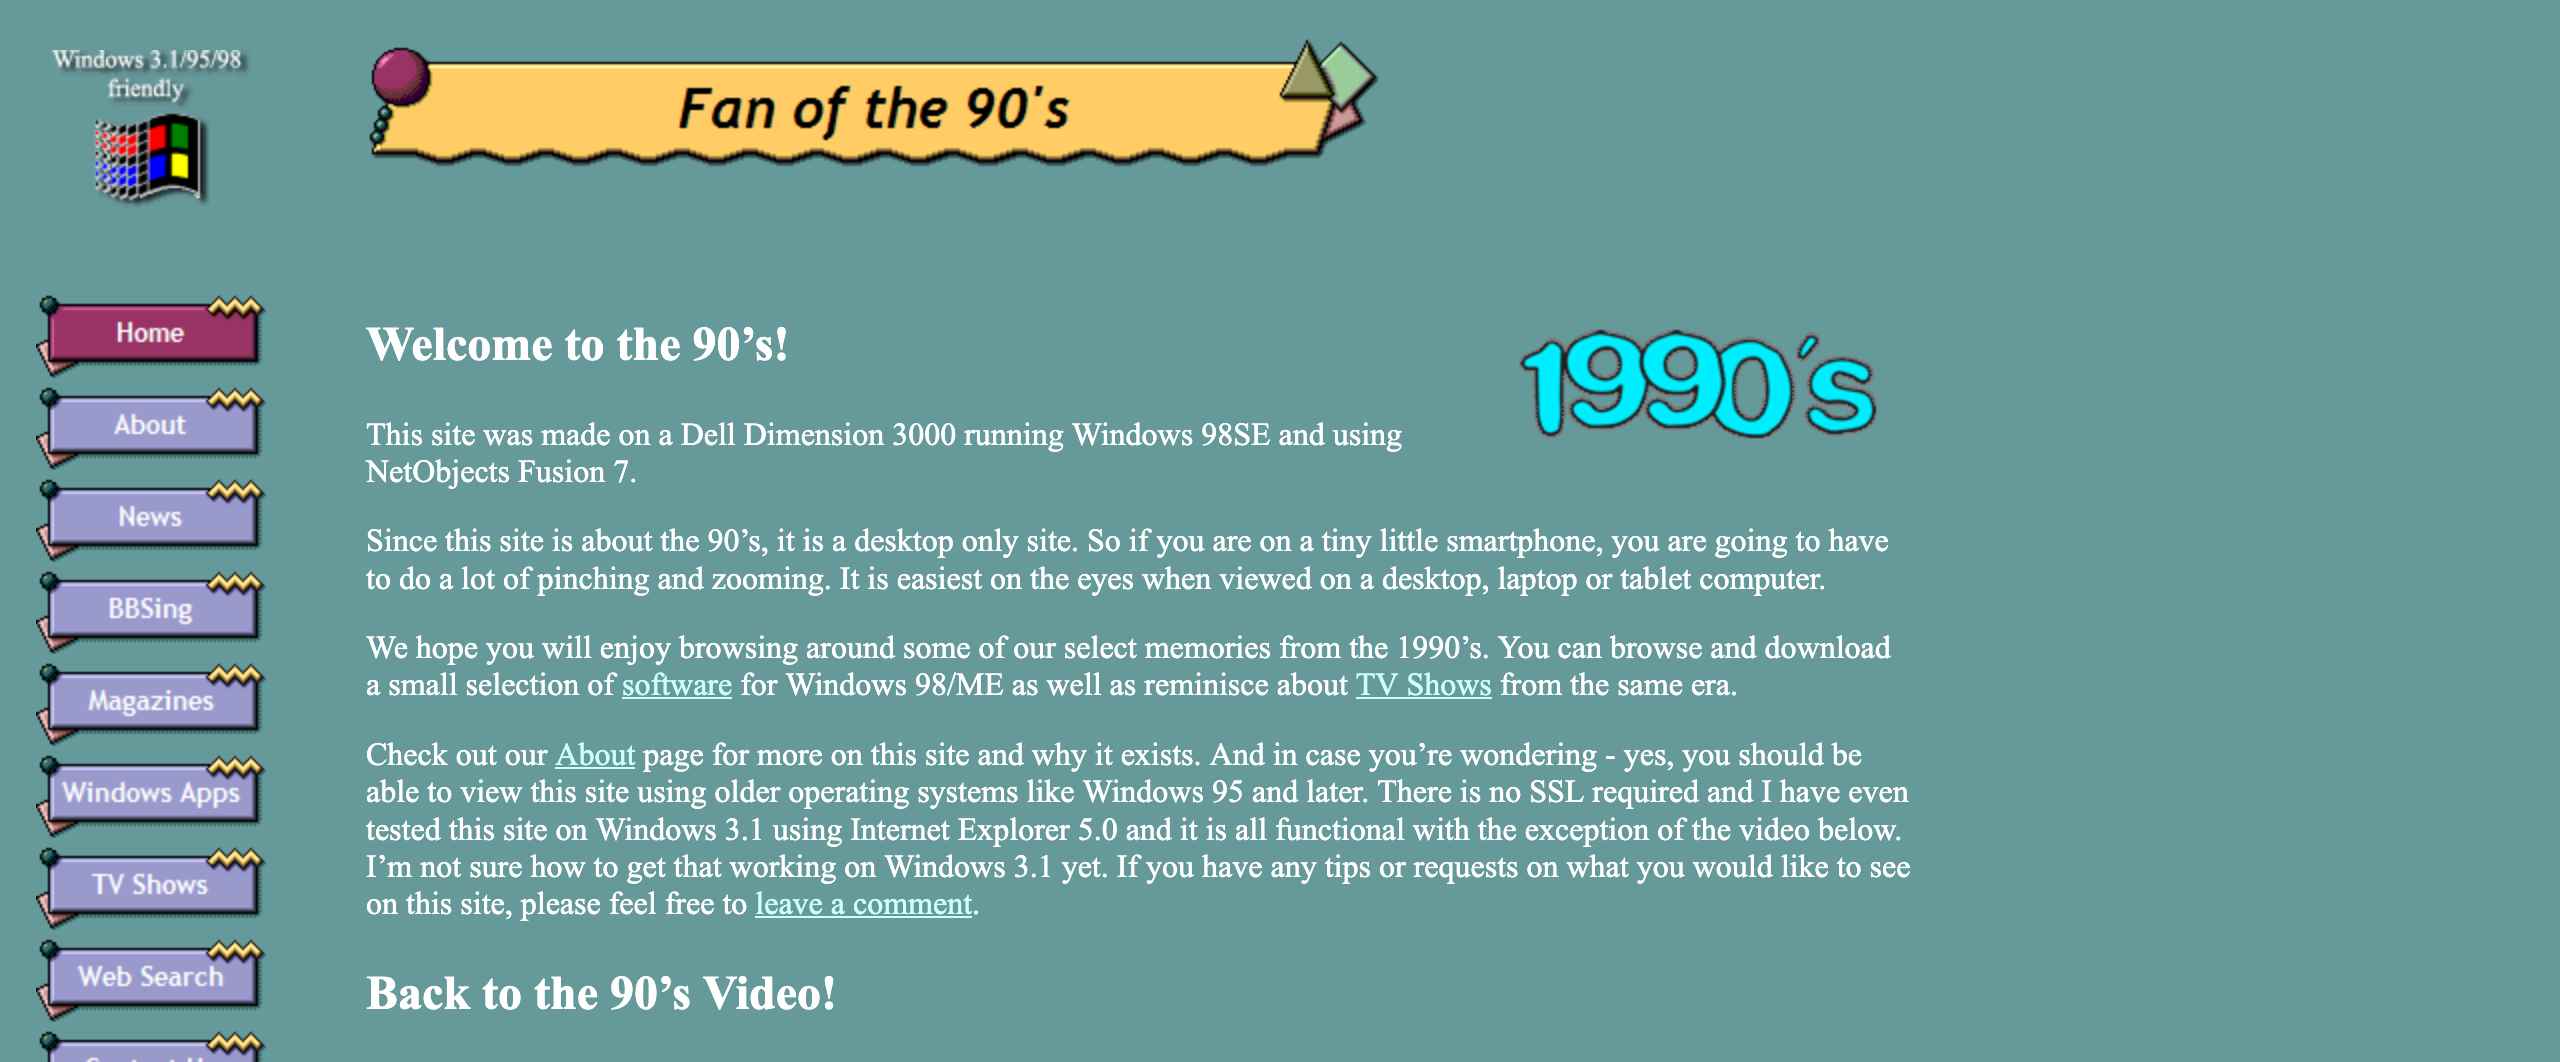 Windows 3.1/95/98
friendly
Fan of the 90's
Home
About
News
BBSing
Magazines
Windows Apps
TV Shows
Web Search
Welcome to the 90’s!
1990's
This site was made on a Dell Dimension 3000 running Windows 98SE and using
NetObjects Fusion 7.
Since this site is about the 90’s, it is a desktop only site. So if you are on a tiny little smartphone, you are going to have
to do a lot of pinching and zooming. It is easiest on the eyes when viewed on a desktop, laptop or tablet computer.
We hope you will enjoy browsing around some of our select memories from the 1990’s. You can browse and download
a small selection of software for Windows 98/ME as well as reminisce about TV Shows from the same era.
Check out our About page for more on this site and why it exists. And in case you’re wondering - yes, you should be
able to view this site using older operating systems like Windows 95 and later. There is no SSL required and I have even
tested this site on Windows 3.1 using Internet Explorer 5.0 and it is all functional with the exception of the video below.
I’m not sure how to get that working on Windows 3.1 yet. If you have any tips or requests on what you would like to see
on this site, please feel free to leave a comment.
Back to the 90’s Video!